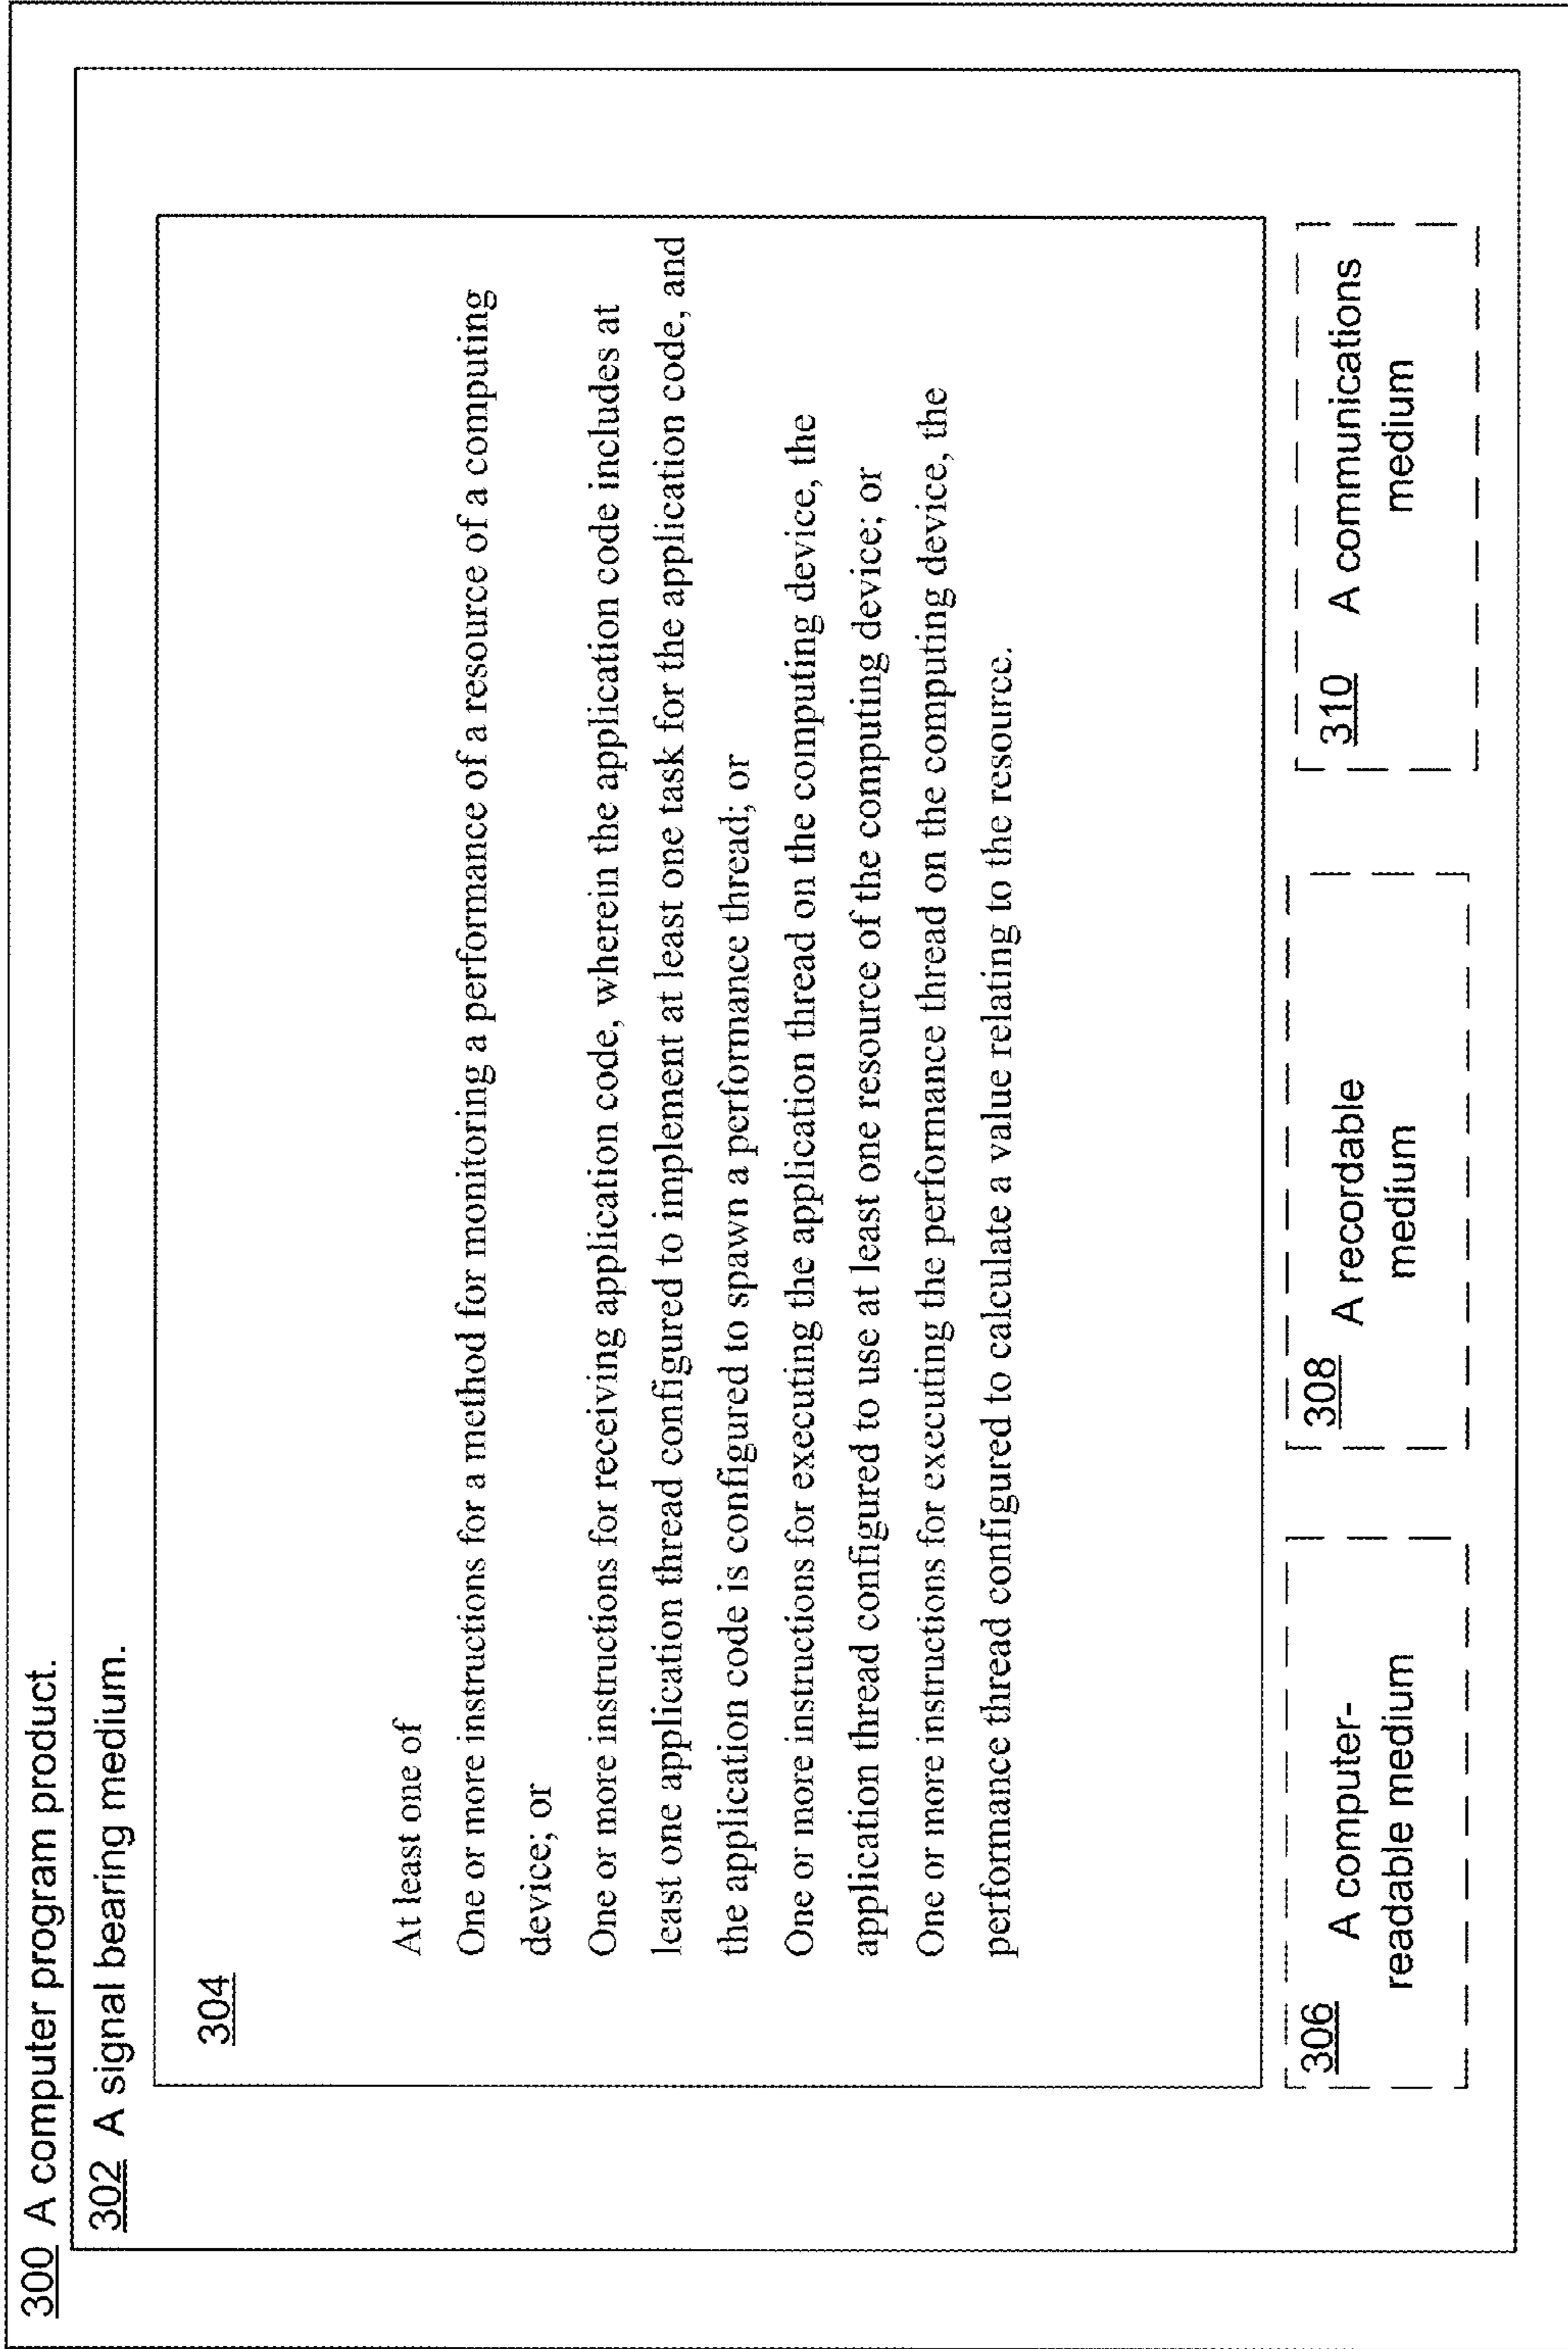 300 A computer program product.
302 A signal bearing medium.
304
At least one of
One or more instructions for a method for monitoring a performance of a resource of a computing
device; or
One or more instructions for receiving application code, wherein the application code includes at
least one application thread configured to implement at least one task for the application code, and
the application code is configured to spawn a performance thread; or
One or more instructions for executing the application thread on the computing device, the
application thread configured to use at least one resource of the computing device; or
One or more instructions for executing the performance thread on the computing device, the
performance thread configured to calculate a value relating to the resource.
306 A computer-
readable medium
308 A recordable
medium
310 A communications
medium